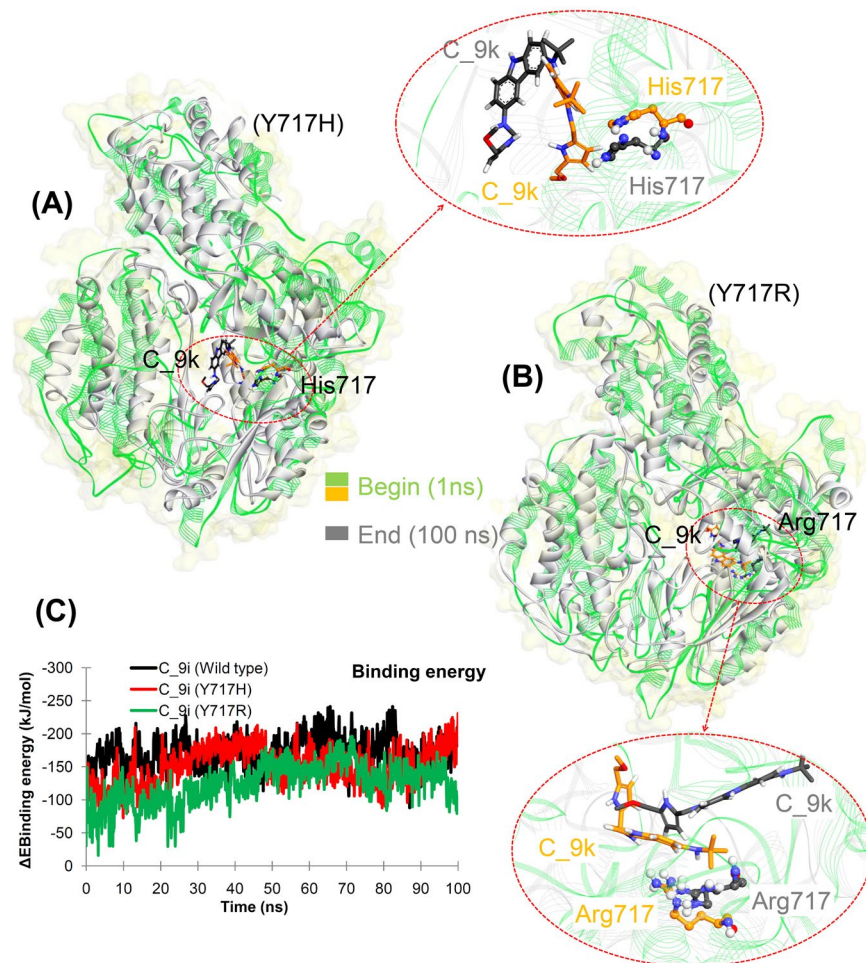 C_9k
His717
(Y717H)
(A)
C_9k
His717
C_9k
His717
(Y717R)
(B)
Begin (1ns)
End (100 ns)
C_9k
Arg717
(C)
-300
-250
-200
-150
-100
-50
0
ΔEBinding energy (kJ/mol)
C_9i (Wild type)
C_9i (Y717H)
C_9i (Y717R)
Binding energy
0 10 20 30 40 50 60 70 80 90 100
Time (ns)
C_9k
C_9k
Arg717
Arg717